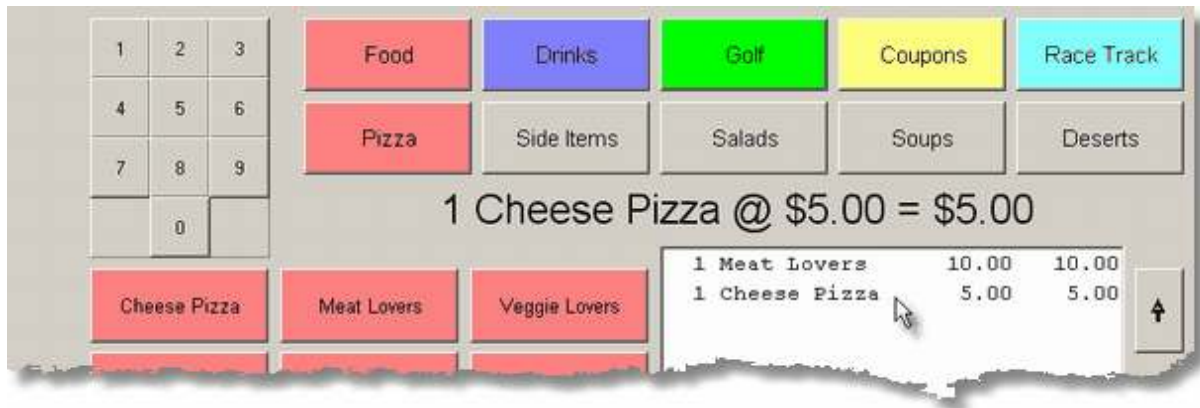 1 2 3
4 5 6
7 8 9
0
Food Drinks Golf Coupons Race Track
Pizza Side Items Salads Soups Deserts
1 Cheese Pizza @ $5.00 = $5.00
1 Meat Lovers 10.00 10.00
1 Cheese Pizza 5.00 5.00
Cheese Pizza Meat Lovers Veggie Lovers